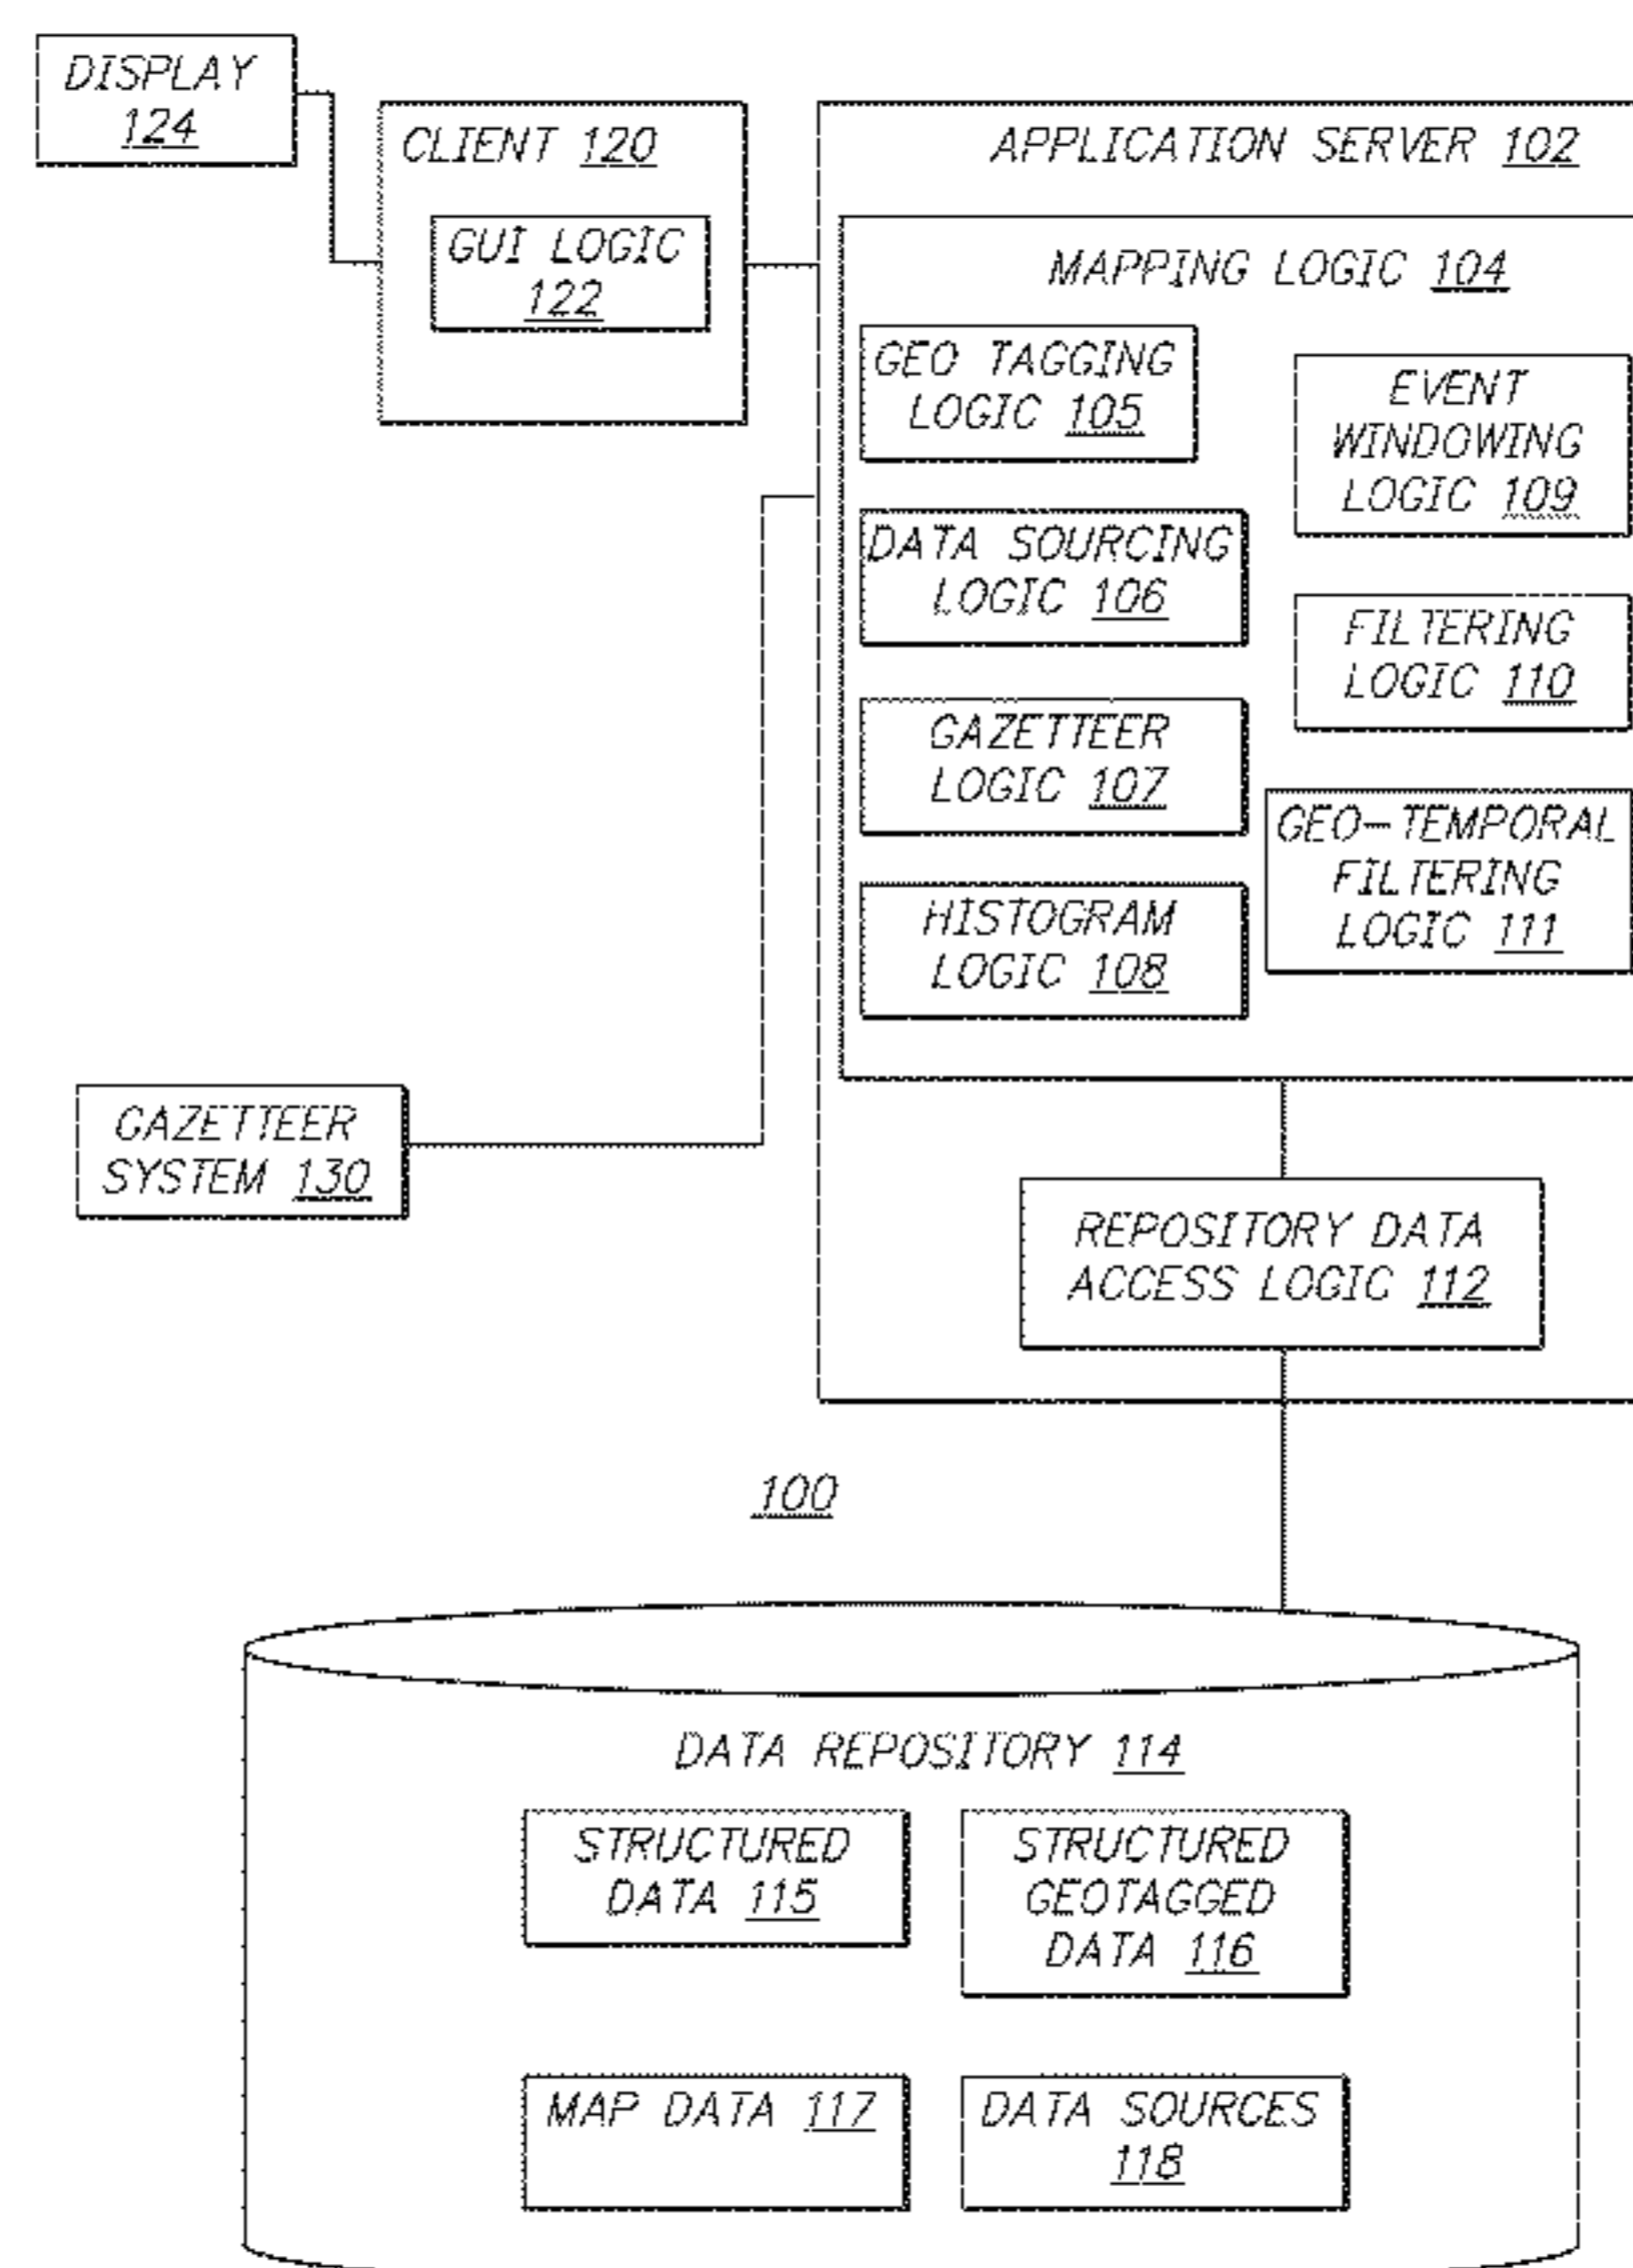 DISPLAY
124
CLIENT 120
GUI LOGIC
122
APPLICATION SERVER 102
MAPPING LOGIC 104
GEO TAGGING
LOGIC 105
EVENT
WINDOWING
LOGIC 109
DATA SOURCING
LOGIC 106
FILTERING
LOGIC 110
GAZETTEER
LOGIC 107
GEO-TEMPORAL
FILTERING
LOGIC 111
HISTOGRAM
LOGIC 108
GAZETTEER
SYSTEM 130
REPOSITORY DATA
ACCESS LOGIC 112
100
DATA REPOSITORY 114
STRUCTURED
DATA 115
STRUCTURED
GEOTAGGED
DATA 116
MAP DATA 117
DATA SOURCES
118